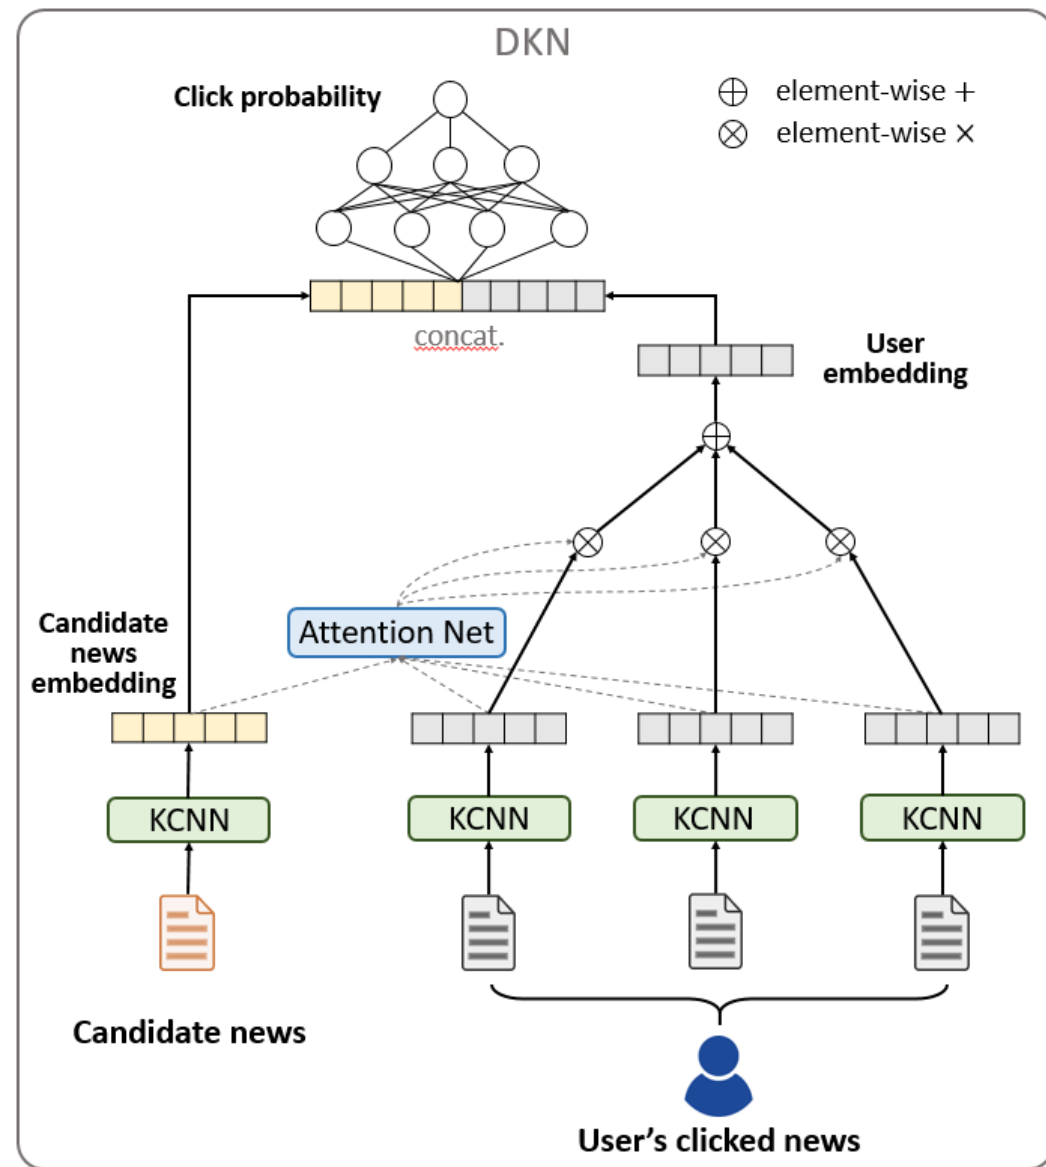 DKN
Click probability
⊕ element-wise +
⊗ element-wise ×
concat.
User
embedding
Candidate
news
embedding
Attention Net
KCNN
KCNN
KCNN
KCNN
Candidate news
User's clicked news